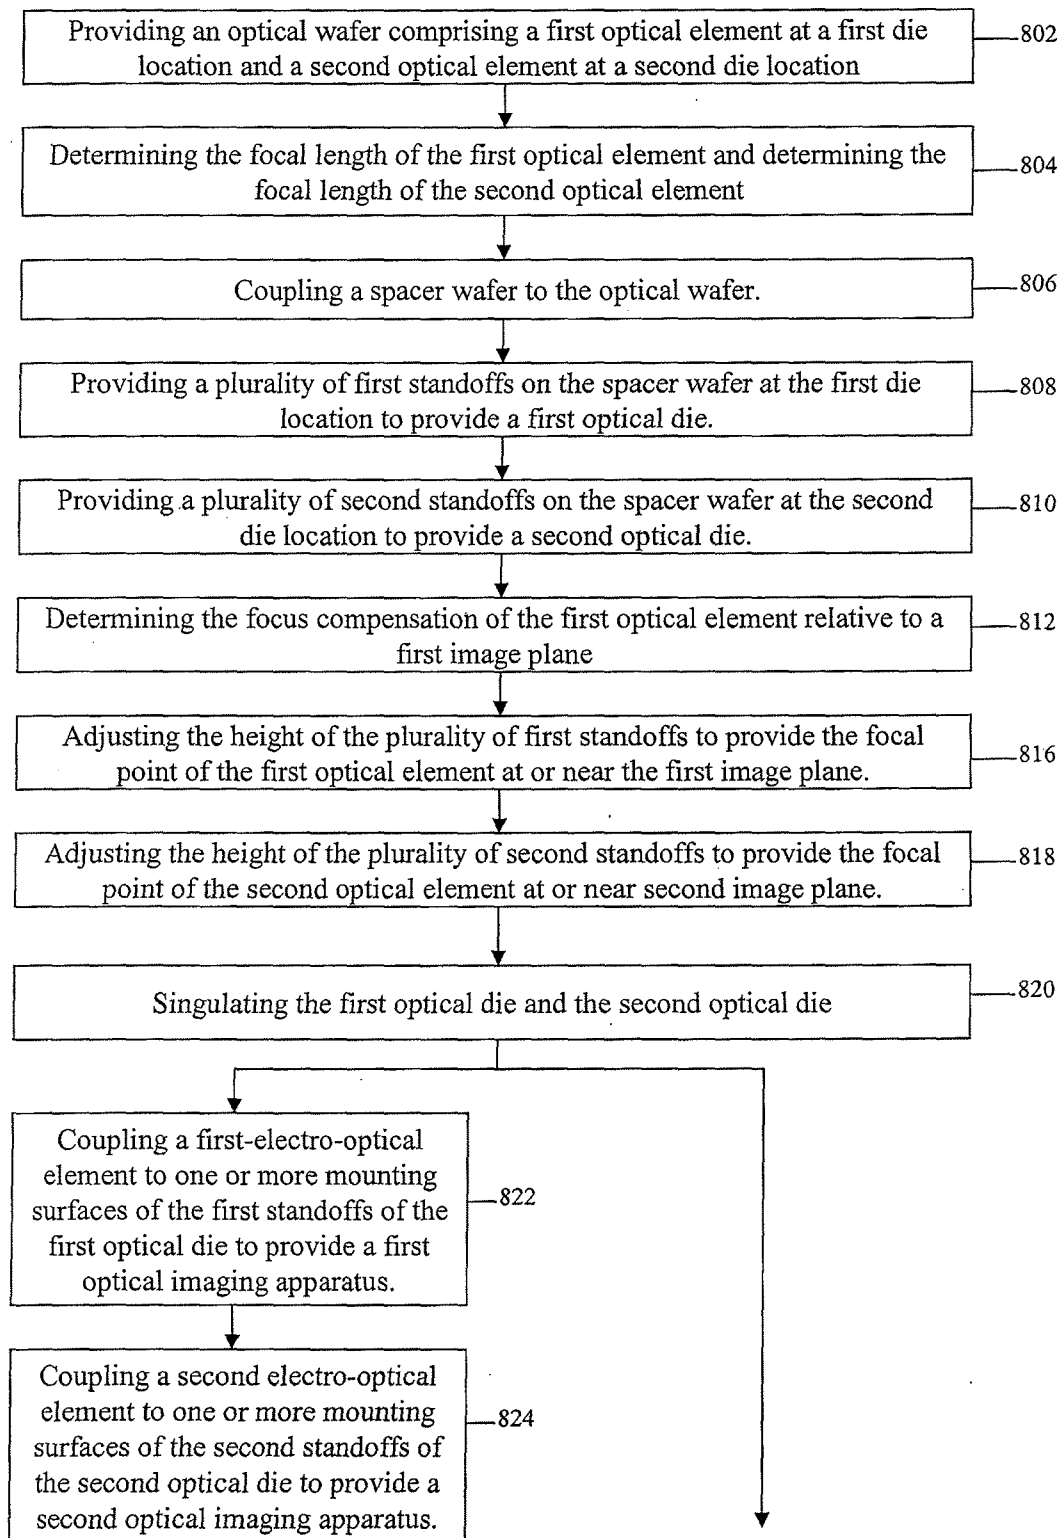 Providing an optical wafer comprising a first optical element at a first die
location and a second optical element at a second die location
802
Determining the focal length of the first optical element and determining the
focal length of the second optical element
804
Coupling a spacer wafer to the optical wafer.
806
Providing a plurality of first standoffs on the spacer wafer at the first die
location to provide a first optical die.
808
Providing a plurality of second standoffs on the spacer wafer at the second
die location to provide a second optical die.
810
Determining the focus compensation of the first optical element relative to a
first image plane
812
Adjusting the height of the plurality of first standoffs to provide the focal
point of the first optical element at or near the first image plane.
816
Adjusting the height of the plurality of second standoffs to provide the focal
point of the second optical element at or near second image plane.
818
Singulating the first optical die and the second optical die
820
Coupling a first-electro-optical
element to one or more mounting
surfaces of the first standoffs of the
first optical die to provide a first
optical imaging apparatus.
822
Coupling a second electro-optical
element to one or more mounting
surfaces of the second standoffs of
the second optical die to provide a
second optical imaging apparatus.
824